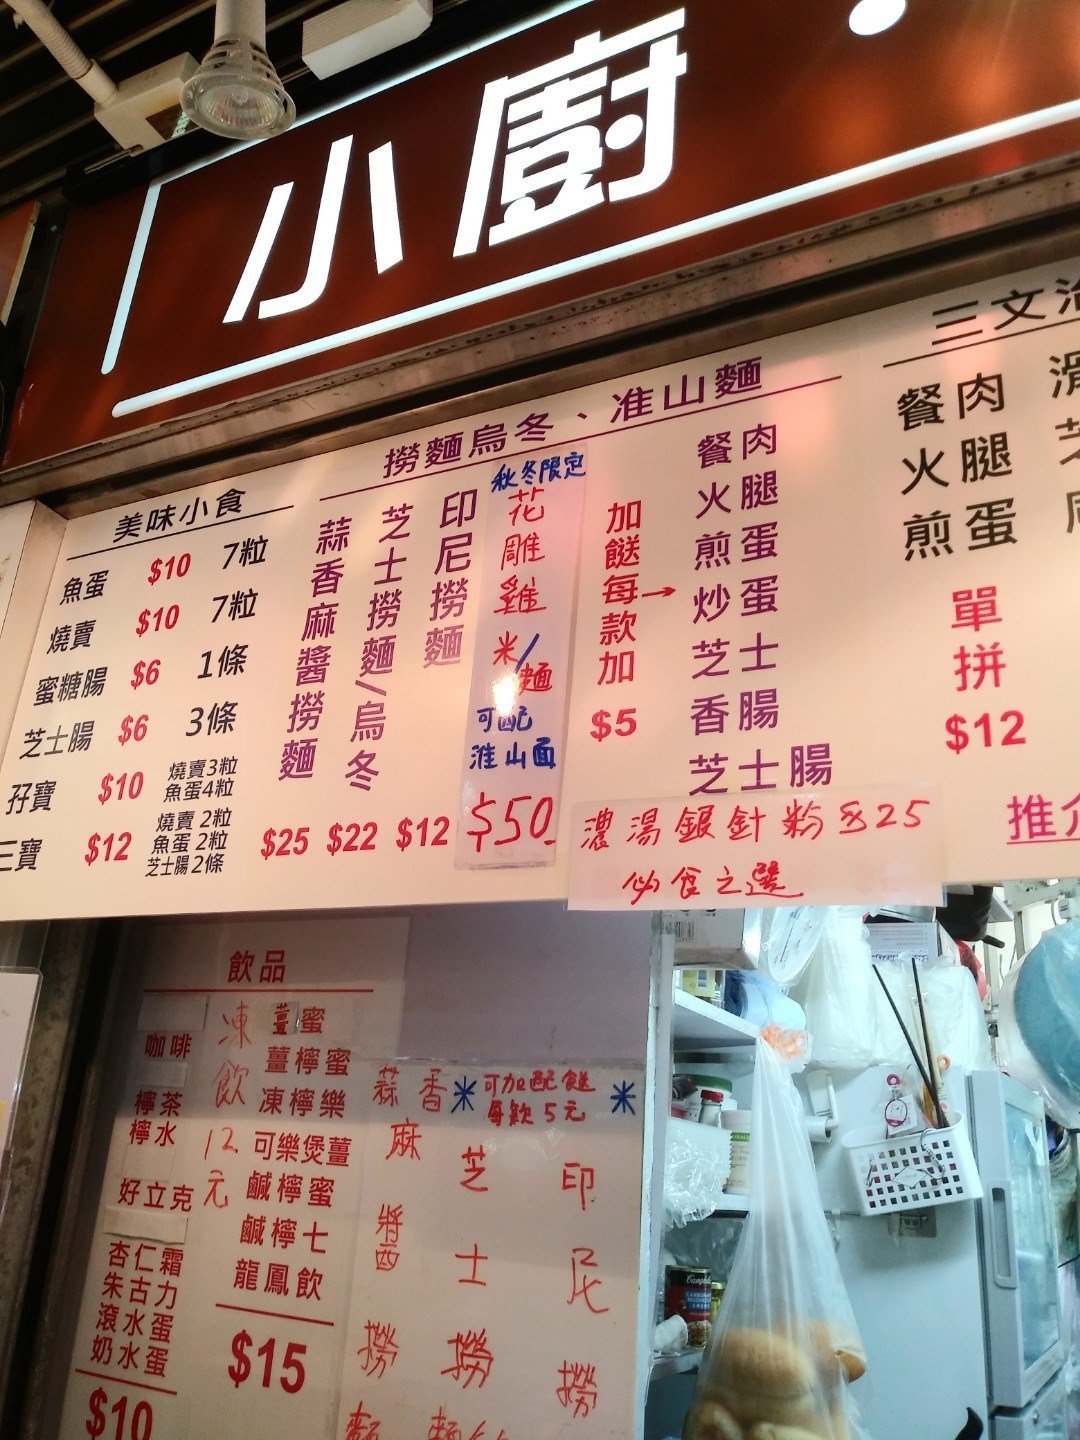 小廚
美味小食
魚蛋 $10 7粒
燒賣 $10 7粒
蜜糖腸 $6 1條
芝士腸 $6 3條
孖寶 $10 燒賣3粒
魚蛋4粒
三寶 $12 燒賣 2粒
魚蛋 2粒
芝士腸2條
撈麵烏冬、淮山麵
蒜香麻醬撈麵
$25
芝士撈麵/烏冬
$22
印尼撈麵
$12
秋冬限定
花雕雞米/麵
可配
淮山面
$50
加餸每款加
$5
→
餐肉
火腿
煎蛋
炒蛋
芝士
香腸
芝士腸
濃湯銀針粉 $25
必食之選
三文治
餐肉
火腿
煎蛋
單拼
$12
推介
飲品
咖啡
檸茶
檸水
好立克
杏仁霜
朱古力
滾水蛋
奶水蛋
$10
凍飲12元
薑蜜
薑檸蜜
凍檸樂
可樂煲薑
鹹檸蜜
鹹檸七
龍鳳飲
$15
蒜香麻醬撈麵
可加配餸
每款5元
芝士撈麵
印尼撈
Campbell's